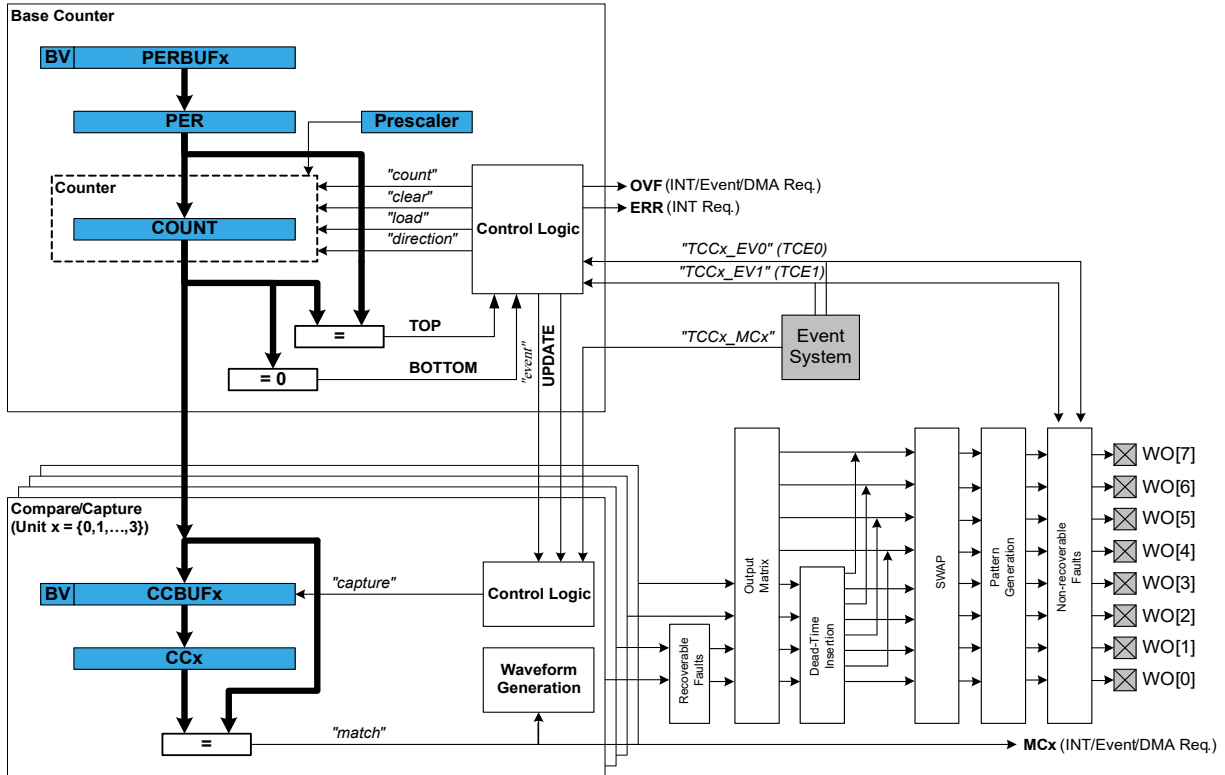 Base Counter
BV PERBUFx
PER
Prescaler
Counter
COUNT
"count"
"clear"
"load"
"direction"
Control Logic
OVF (INT/Event/DMA Req.)
ERR (INT Req.)
"TCCx_EV0" (TCE0)
"TCCx_EV1" (TCE1)
"TCCx_MCx"
Event
System
=
TOP
= 0
BOTTOM
"event"
UPDATE
Compare/Capture
(Unit x = {0,1,…,3})
BV CCBUFx
"capture"
Control Logic
CCx
Waveform
Generation
=
"match"
Recoverable
Faults
Output
Matrix
Dead-Time
Insertion
SWAP
Pattern
Generation
Non-recoverable
Faults
WO[7]
WO[6]
WO[5]
WO[4]
WO[3]
WO[2]
WO[1]
WO[0]
MCx (INT/Event/DMA Req.)